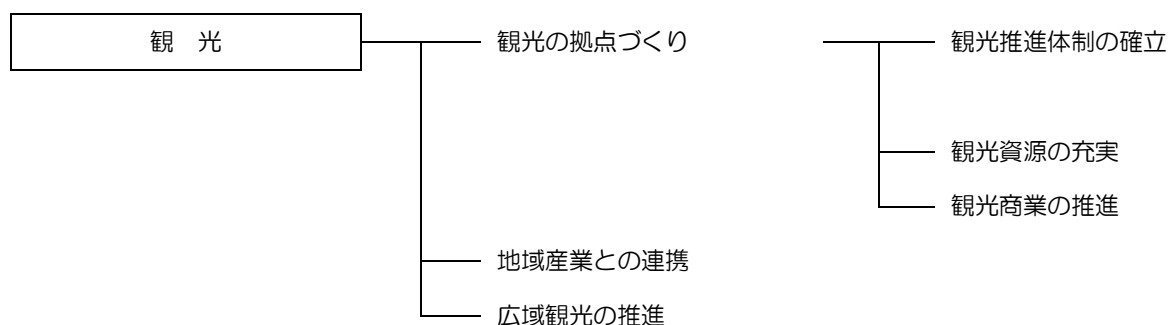 観　光
観光の拠点づくり
観光推進体制の確立
観光資源の充実
観光商業の推進
地域産業との連携
広域観光の推進